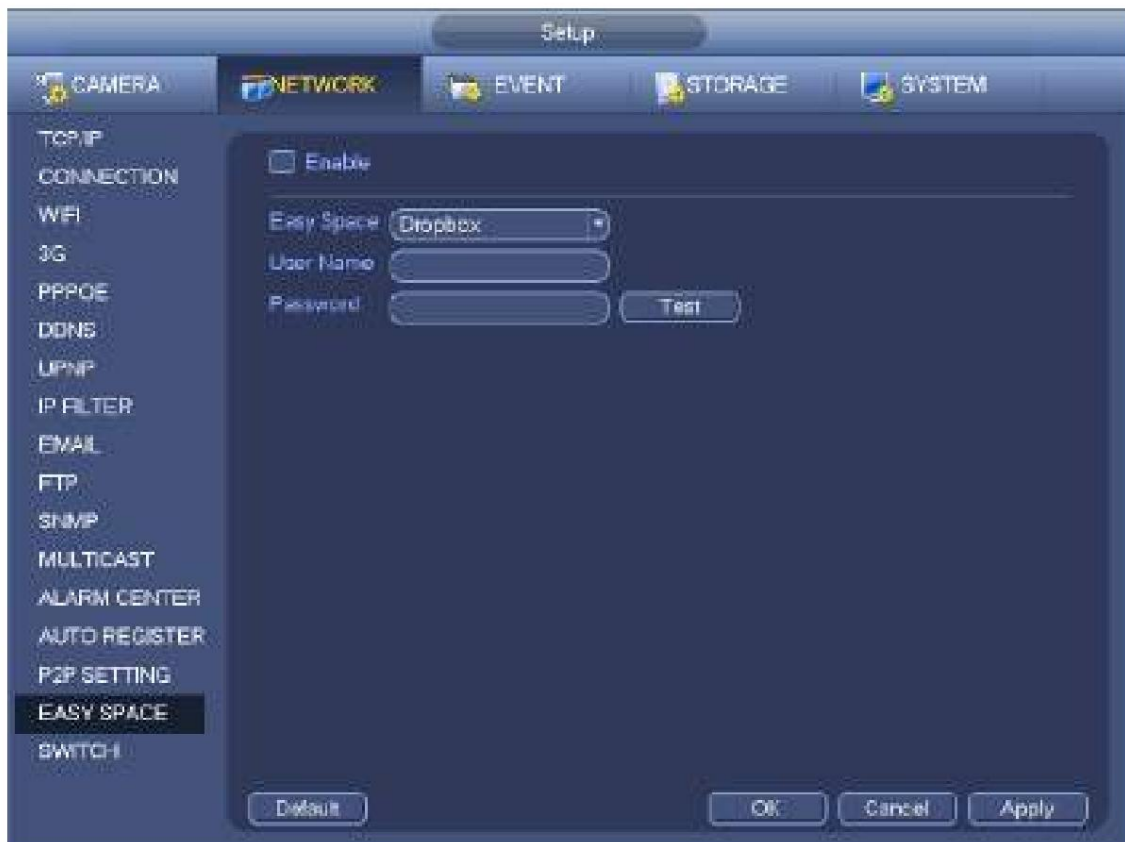 Setup
CAMERA NETWORK EVENT STORAGE SYSTEM
TCP/IP
CONNECTION
WIFI
3G
PPPOE
DDNS
UPNP
IP FILTER
EMAIL
FTP
SNMP
MULTICAST
ALARM CENTER
AUTO REGISTER
P2P SETTING
EASY SPACE
SWITCH
Enable
Easy Space Dropbox
User Name
Password Test
Default OK Cancel Apply